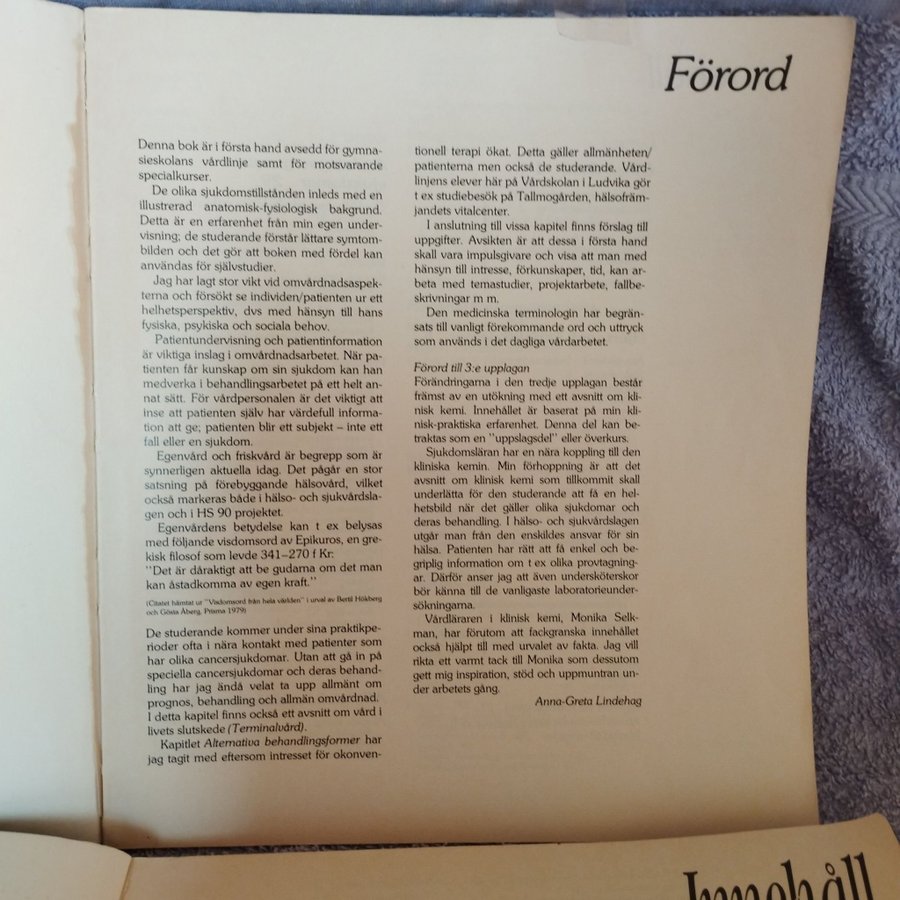 Förord
Denna bok är i första hand avsedd för gymna-
sieskolans vårdlinje samt för motsvarande
specialkurser.
De olika sjukdomstillstånden inleds med en
illustrerad anatomisk-fysiologisk bakgrund.
Detta är en erfarenhet från min egen under-
visning; de studerande förstår lättare symtom-
bilden och det gör att boken med fördel kan
användas för självstudier.
Jag har lagt stor vikt vid omvårdnadsaspek-
terna och försökt se individen/patienten ur ett
helhetsperspektiv, dvs med hänsyn till hans
fysiska, psykiska och sociala behov.
Patientundervisning och patientinformation
är viktiga inslag i omvårdnadsarbetet. När pa-
tienten får kunskap om sin sjukdom kan han
medverka i behandlingsarbetet på ett helt an-
nat sätt. För vårdpersonalen är det viktigt att
inse att patienten själv har värdefull informa-
tion att ge; patienten blir ett subjekt – inte ett
fall eller en sjukdom.
Egenvård och friskvård är begrepp som är
synnerligen aktuella idag. Det pågår en stor
satsning på förebyggande hälsovård, vilket
också markeras både i hälso- och sjukvårdsla-
gen och i HS 90 projektet.
Egenvårdens betydelse kan t ex belysas
med följande visdomsord av Epikuros, en gre-
kisk filosof som levde 341–270 f Kr:
"Det är dåraktigt att be gudarna om det man
kan åstadkomma av egen kraft."
(Citatet hämtat ur "Visdomsord från hela världen" i urval av Bertil Hökberg
och Gösta Åberg. Prisma 1979)
De studerande kommer under sina praktikpe-
rioder ofta i nära kontakt med patienter som
har olika cancersjukdomar. Utan att gå in på
speciella cancersjukdomar och deras behand-
ling har jag ändå velat ta upp allmänt om
prognos, behandling och allmän omvårdnad.
I detta kapitel finns också ett avsnitt om vård i
livets slutskede (Terminalvård).
Kapitlet Alternativa behandlingsformer har
jag tagit med eftersom intresset för okonven-
tionell terapi ökat. Detta gäller allmänheten/
patienterna men också de studerande. Vård-
linjens elever här på Vårdskolan i Ludvika gör
t ex studiebesök på Tallmogården, hälsofräm-
jandets vitalcenter.
I anslutning till vissa kapitel finns förslag till
uppgifter. Avsikten är att dessa i första hand
skall vara impulsgivare och visa att man med
hänsyn till intresse, förkunskaper, tid, kan ar-
beta med temastudier, projektarbete, fallbe-
skrivningar m m.
Den medicinska terminologin har begrän-
sats till vanligt förekommande ord och uttryck
som används i det dagliga vårdarbetet.
Förord till 3:e upplagan
Förändringarna i den tredje upplagan består
främst av en utökning med ett avsnitt om kli-
nisk kemi. Innehållet är baserat på min kli-
nisk-praktiska erfarenhet. Denna del kan be-
traktas som en "uppslagsdel" eller överkurs.
Sjukdomsläran har en nära koppling till den
kliniska kemin. Min förhoppning är att det
avsnitt om klinisk kemi som tillkommit skall
underlätta för den studerande att få en hel-
hetsbild när det gäller olika sjukdomar och
deras behandling. I hälso- och sjukvårdslagen
utgår man från den enskildes ansvar för sin
hälsa. Patienten har rätt att få enkel och be-
griplig information om t ex olika provtagning-
ar. Därför anser jag att även undersköterskor
bör känna till de vanligaste laboratorieunder-
sökningarna.
Vårdläraren i klinisk kemi, Monika Selk-
man, har förutom att fackgranska innehållet
också hjälpt till med urvalet av fakta. Jag vill
rikta ett varmt tack till Monika som dessutom
gett mig inspiration, stöd och uppmuntran un-
der arbetets gång.
Anna-Greta Lindehag
Innehåll